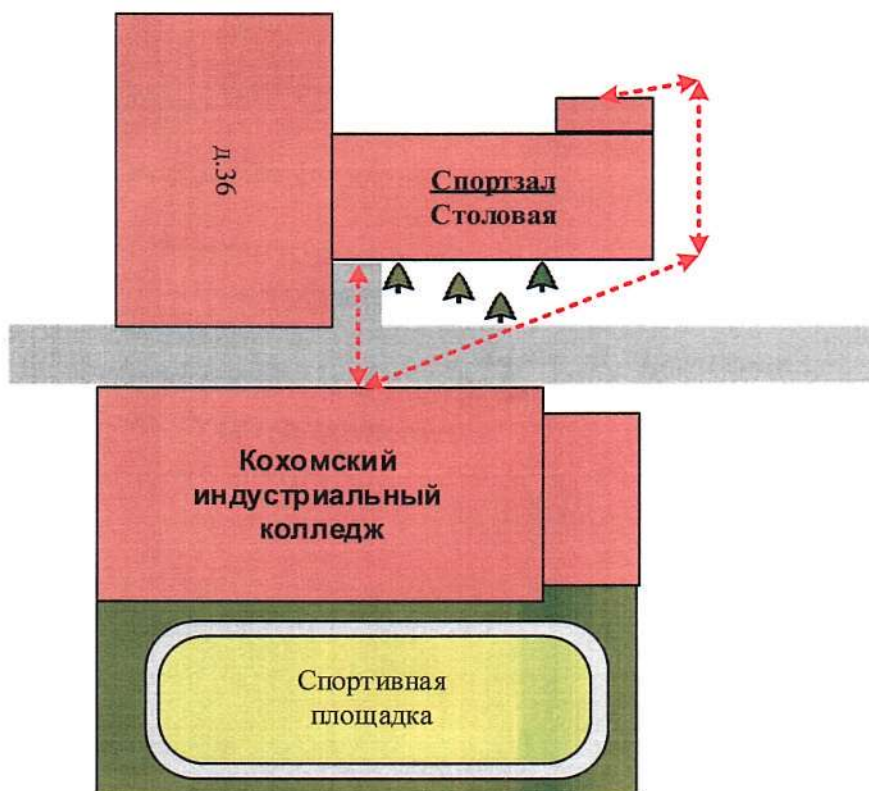 д.36
Спортзал
Столовая
Кохомский
индустриальный
колледж
Спортивная
площадка